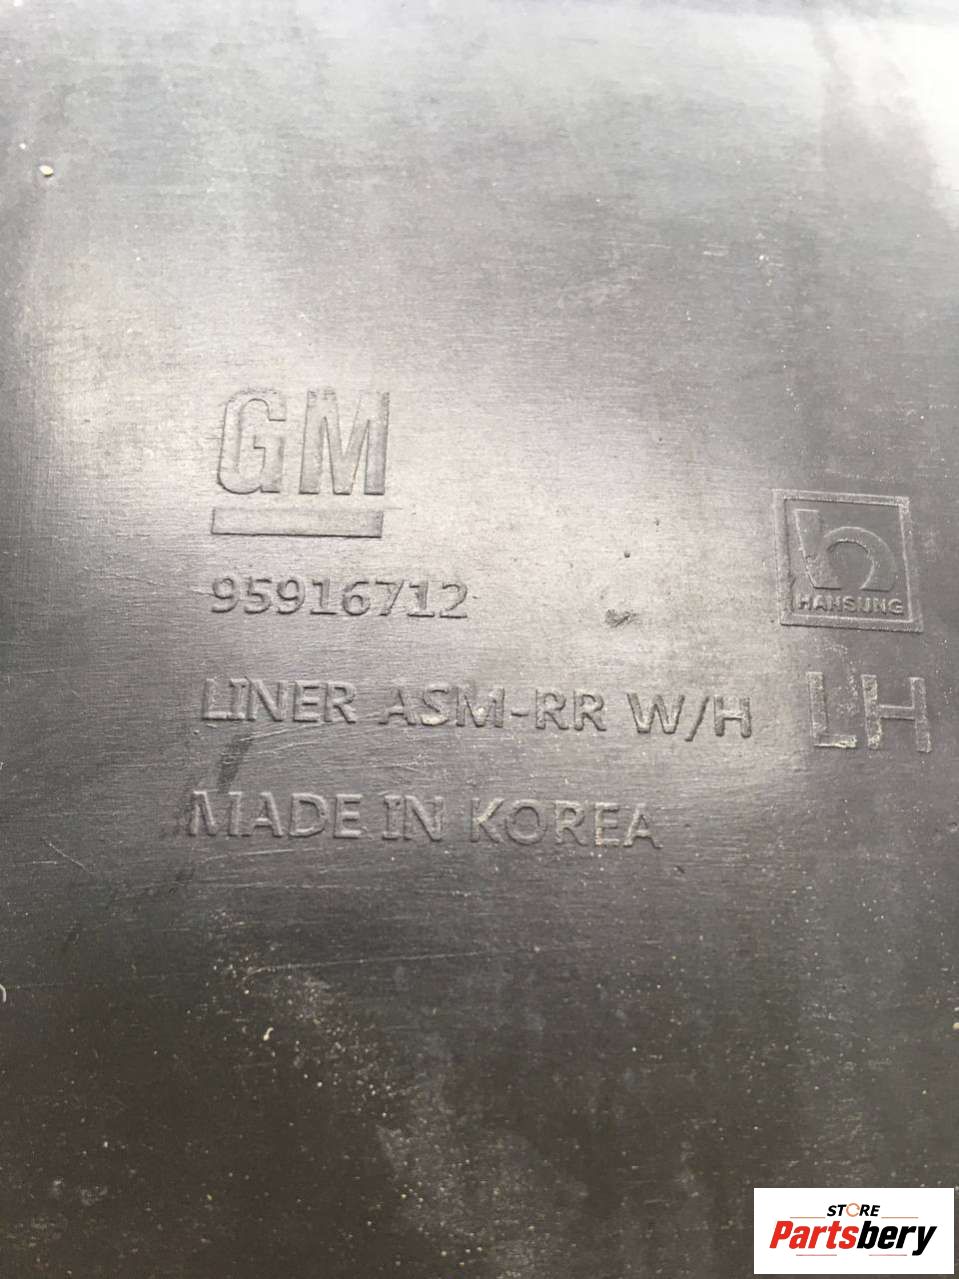 GM
95916712
HANSUNG
LINER ASM-RR W/H
LH
MADE IN KOREA
STORE
Partsbery